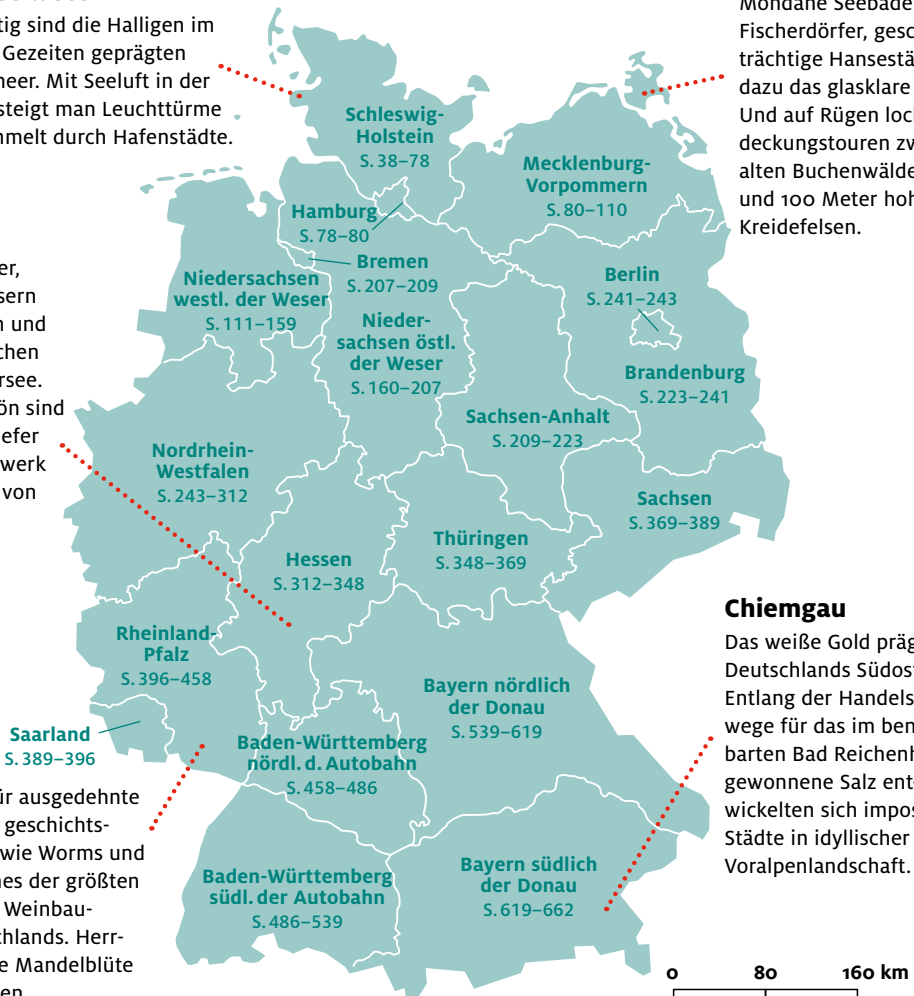 tig sind die Halligen im
Gezeiten geprägten
neer. Mit Seeluft in der
steigt man Leuchttürme
nmelt durch Hafenstädte.
Mondäne Seebäde
Fischerdörfer, gesc
trächtige Hansestä
dazu das glasklare
Und auf Rügen loc
deckungstouren zw
alten Buchenwälde
und 100 Meter hoh
Kreidefelsen.
Schleswig-
Holstein
S. 38–78
Mecklenburg-
Vorpommern
S. 80–110
Hamburg
S. 78–80
Bremen
S. 207–209
Niedersachsen
westl. der Weser
S. 111–159
Nieder-
sachsen östl.
der Weser
S. 160–207
Berlin
S. 241–243
Brandenburg
S. 223–241
Sachsen-Anhalt
S. 209–223
er,
sern
n und
chen
rsee.
ön sind
efer
werk
von
Nordrhein-
Westfalen
S. 243–312
Sachsen
S. 369–389
Thüringen
S. 348–369
Hessen
S. 312–348
Rheinland-
Pfalz
S. 396–458
Saarland
S. 389–396
Bayern nördlich
der Donau
S. 539–619
Baden-Württemberg
nördl. d. Autobahn
S. 458–486
Baden-Württemberg
südl. der Autobahn
S. 486–539
Bayern südlich
der Donau
S. 619–662
Chiemgau
Das weiße Gold präg
Deutschlands Südost
Entlang der Handels
wege für das im ben
barten Bad Reichenh
gewonnene Salz ent-
wickelten sich impos
Städte in idyllischer
Voralpenlandschaft.
ür ausgedehnte
geschichts-
wie Worms und
nes der größten
Weinbau-
chlands. Herr-
e Mandelblüte
en
0 80 160 km